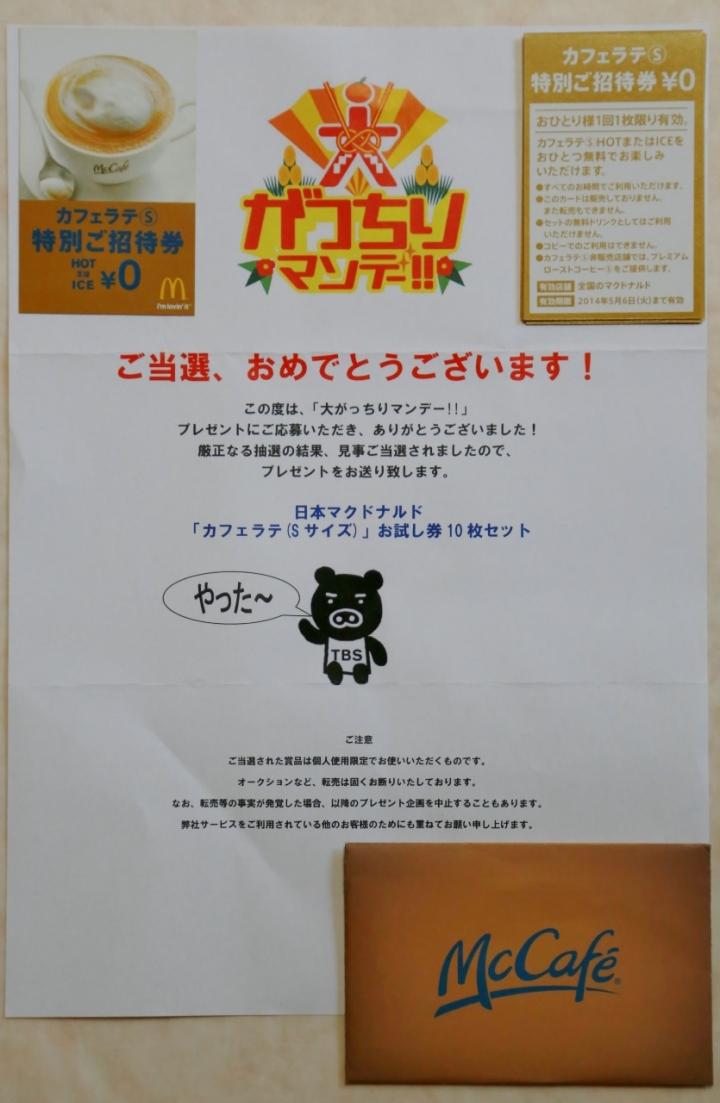 McCafé
カフェラテⓈ
特別ご招待券
HOT
または
ICE
¥0
i'm lovin' it
大
がっちり
マンデー!!
カフェラテⓈ
特別ご招待券¥0
おひとり様1回1枚限り有効。
カフェラテⓈHOTまたはICEを
おひとつ無料でお楽しみ
いただけます。
●すべてのお時間でご利用いただけます。
●このカードは販売しておりません。
また転売もできません。
●セットの無料ドリンクとしてはご利用
いただけません。
●コピーでのご利用はできません。
●カフェラテⓈ非販売店舗では、プレミアム
ローストコーヒーⓈをご提供します。
有効店舗 全国のマクドナルド
有効期限 2014年5月6日(火)まで有効
ご当選、おめでとうございます！
この度は、「大がっちりマンデー!!」
プレゼントにご応募いただき、ありがとうございました！
厳正なる抽選の結果、見事ご当選されましたので、
プレゼントをお送り致します。
日本マクドナルド
「カフェラテ(Sサイズ)」お試し券10枚セット
やった～
TBS
ご注意
ご当選された賞品は個人使用限定でお使いいただくものです。
オークションなど、転売は固くお断りいたしております。
なお、転売等の事実が発覚した場合、以降のプレゼント企画を中止することもあります。
弊社サービスをご利用されている他のお客様のためにも重ねてお願い申し上げます。
McCafé®